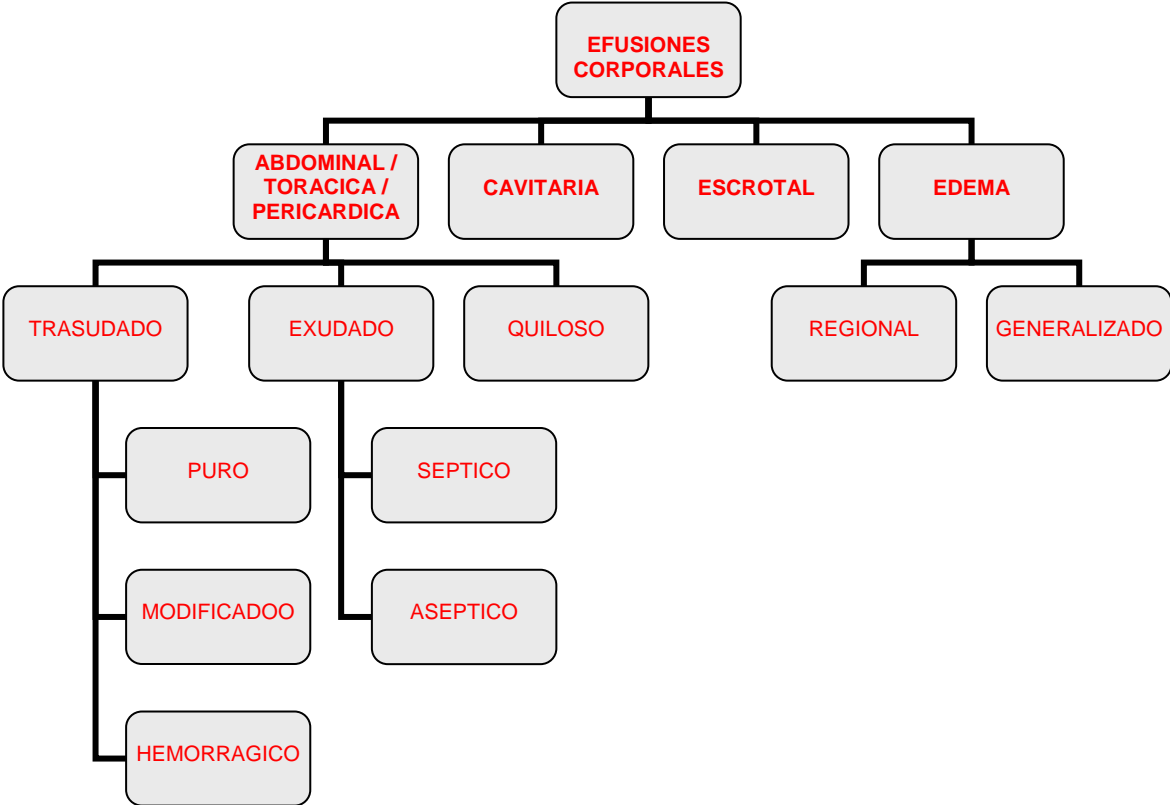 EFUSIONES
CORPORALES
ABDOMINAL /
TORACICA /
PERICARDICA
CAVITARIA
ESCROTAL
EDEMA
TRASUDADO
EXUDADO
QUILOSO
REGIONAL
GENERALIZADO
PURO
SEPTICO
MODIFICADOO
ASEPTICO
HEMORRAGICO